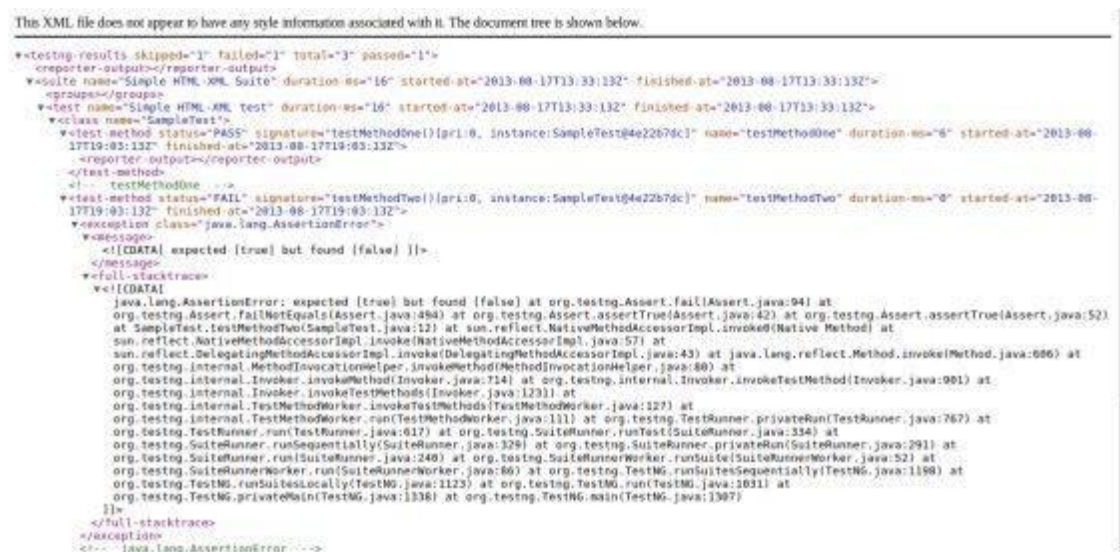 This XML file does not appear to have any style information associated with it. The document tree is shown below.
▼<testng-results skipped="1" failed="1" total="3" passed="1">
<reporter-output></reporter-output>
▼<suite name="Simple HTML-XML Suite" duration-ms="16" started-at="2013-08-17T13:33:13Z" finished-at="2013-08-17T13:33:13Z">
<groups></groups>
▼<test name="Simple HTML-XML test" duration-ms="16" started-at="2013-08-17T13:33:13Z" finished-at="2013-08-17T13:33:13Z">
▼<class name="SampleTest">
▼<test-method status="PASS" signature="testMethodOne()[pri:0, instance:SampleTest@4e22b7dc]" name="testMethodOne" duration-ms="6" started-at="2013-08-
17T19:03:13Z" finished-at="2013-08-17T19:03:13Z">
<reporter-output></reporter-output>
</test-method>
<!-- testMethodOne -->
▼<test-method status="FAIL" signature="testMethodTwo()[pri:0, instance:SampleTest@4e22b7dc]" name="testMethodTwo" duration-ms="0" started-at="2013-08-
17T19:03:13Z" finished-at="2013-08-17T19:03:13Z">
▼<exception class="java.lang.AssertionError">
▼<message>
<![CDATA[ expected [true] but found [false] ]]>
</message>
▼<full-stacktrace>
▼<![CDATA[
java.lang.AssertionError: expected [true] but found [false] at org.testng.Assert.fail(Assert.java:94) at
org.testng.Assert.failNotEquals(Assert.java:494) at org.testng.Assert.assertTrue(Assert.java:42) at org.testng.Assert.assertTrue(Assert.java:52)
at SampleTest.testMethodTwo(SampleTest.java:12) at sun.reflect.NativeMethodAccessorImpl.invoke0(Native Method) at
sun.reflect.NativeMethodAccessorImpl.invoke(NativeMethodAccessorImpl.java:57) at
sun.reflect.DelegatingMethodAccessorImpl.invoke(DelegatingMethodAccessorImpl.java:43) at java.lang.reflect.Method.invoke(Method.java:606) at
org.testng.internal.MethodInvocationHelper.invokeMethod(MethodInvocationHelper.java:80) at
org.testng.internal.Invoker.invokeMethod(Invoker.java:714) at org.testng.internal.Invoker.invokeTestMethod(Invoker.java:901) at
org.testng.internal.Invoker.invokeTestMethods(Invoker.java:1231) at
org.testng.internal.TestMethodWorker.invokeTestMethods(TestMethodWorker.java:127) at
org.testng.internal.TestMethodWorker.run(TestMethodWorker.java:111) at org.testng.TestRunner.privateRun(TestRunner.java:767) at
org.testng.TestRunner.run(TestRunner.java:617) at org.testng.SuiteRunner.runTest(SuiteRunner.java:334) at
org.testng.SuiteRunner.runSequentially(SuiteRunner.java:329) at org.testng.SuiteRunner.privateRun(SuiteRunner.java:291) at
org.testng.SuiteRunner.run(SuiteRunner.java:240) at org.testng.SuiteRunnerWorker.runSuite(SuiteRunnerWorker.java:52) at
org.testng.SuiteRunnerWorker.run(SuiteRunnerWorker.java:86) at org.testng.TestNG.runSuitesSequentially(TestNG.java:1198) at
org.testng.TestNG.runSuitesLocally(TestNG.java:1123) at org.testng.TestNG.run(TestNG.java:1031) at
org.testng.TestNG.privateMain(TestNG.java:1338) at org.testng.TestNG.main(TestNG.java:1307)
]]>
</full-stacktrace>
</exception>
<!-- java.lang.AssertionError -->